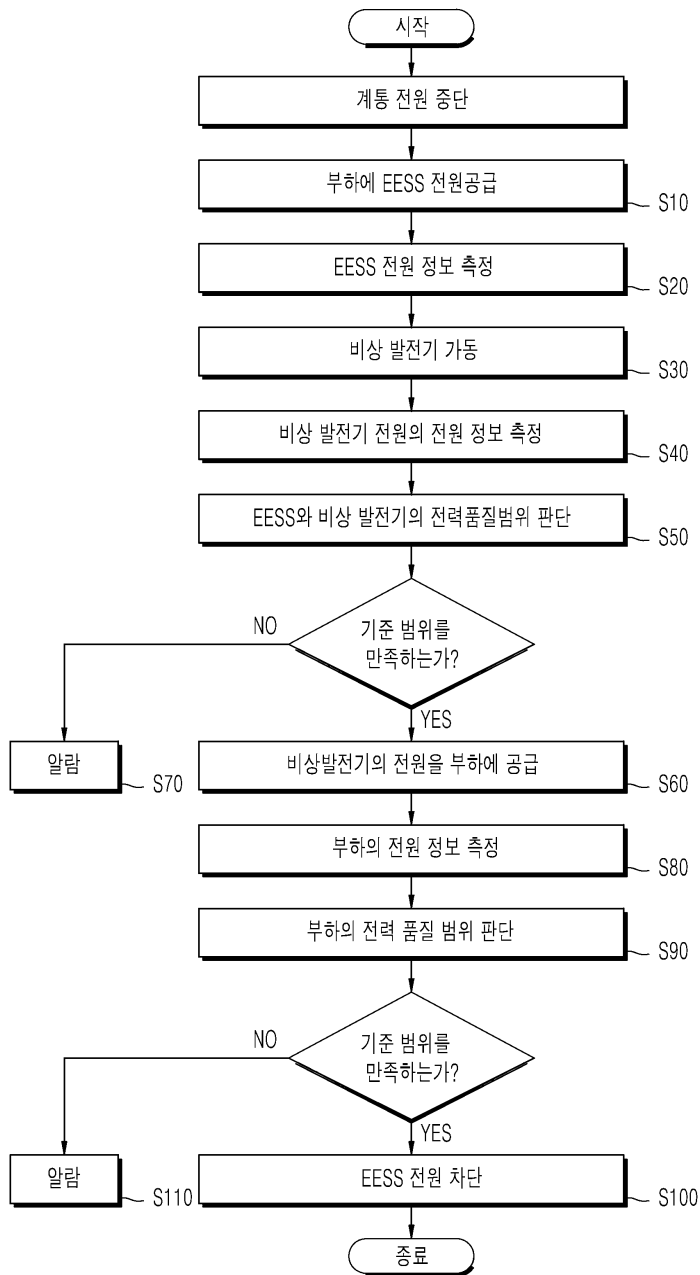 시작
계통 전원 중단
부하에 EESS 전원공급
S10
EESS 전원 정보 측정
S20
비상 발전기 가동
S30
비상 발전기 전원의 전원 정보 측정
S40
EESS와 비상 발전기의 전력품질범위 판단
S50
기준 범위를
만족하는가?
NO
YES
알람
S70
비상발전기의 전원을 부하에 공급
S60
부하의 전원 정보 측정
S80
부하의 전력 품질 범위 판단
S90
기준 범위를
만족하는가?
NO
YES
알람
S110
EESS 전원 차단
S100
종료